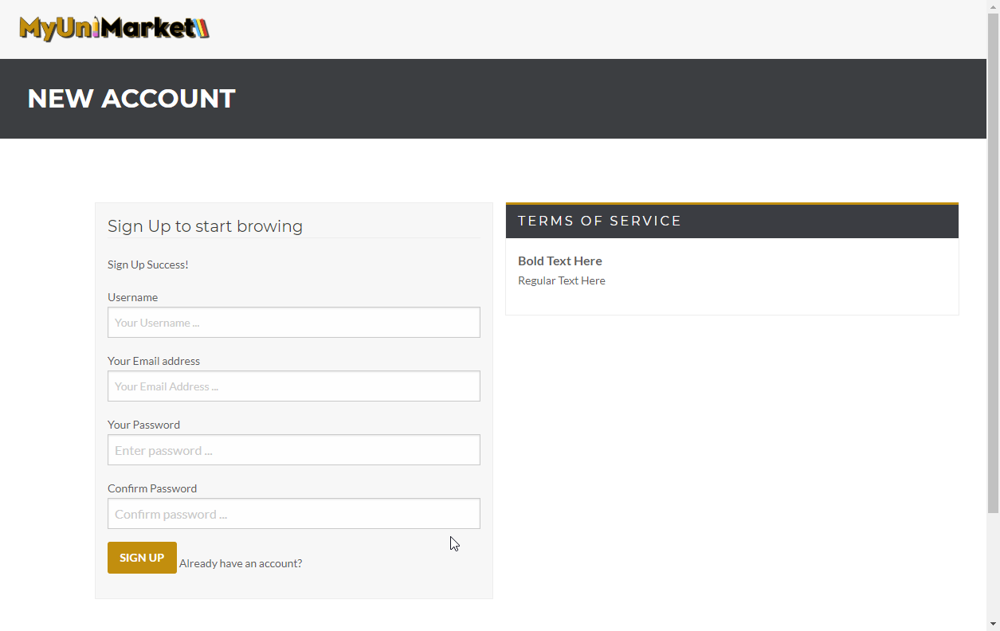 MyUniMarket
NEW ACCOUNT
Sign Up to start browing
Sign Up Success!
Username
Your Username ...
Your Email address
Your Email Address ...
Your Password
Enter password ...
Confirm Password
Confirm password ...
SIGN UP Already have an account?
TERMS OF SERVICE
Bold Text Here
Regular Text Here